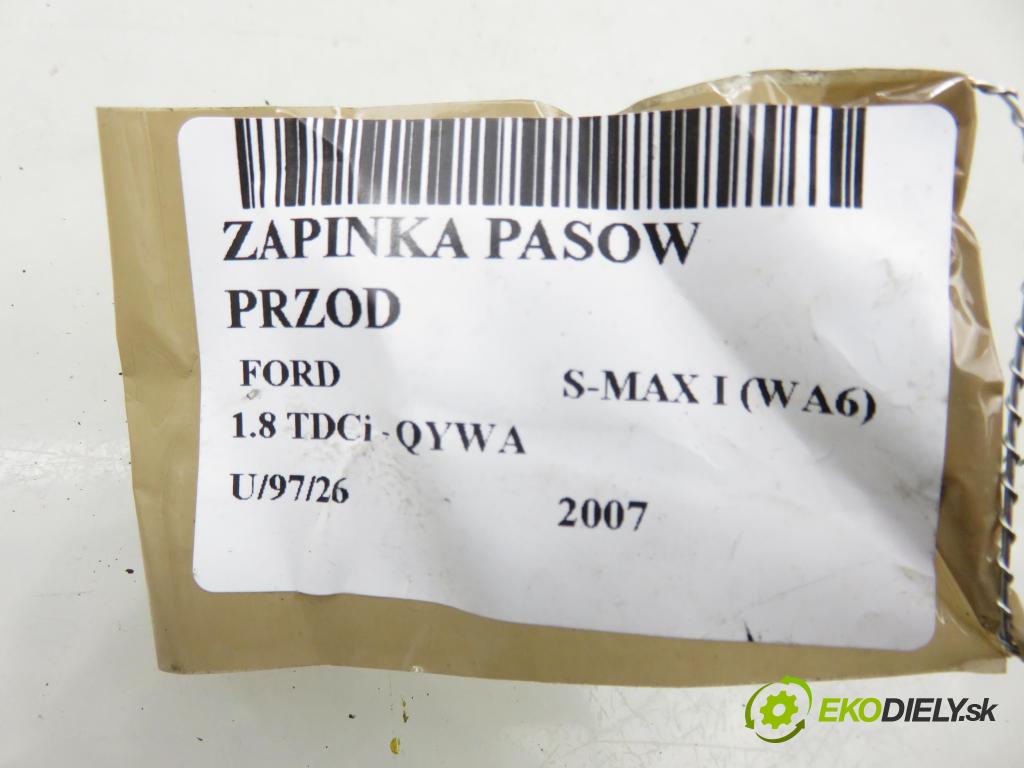 ZAPINKA PASOW
PRZOD
FORD
S-MAX I (WA6)
1.8 TDCi - QYWA
U/97/26
2007
EKODIELY.sk